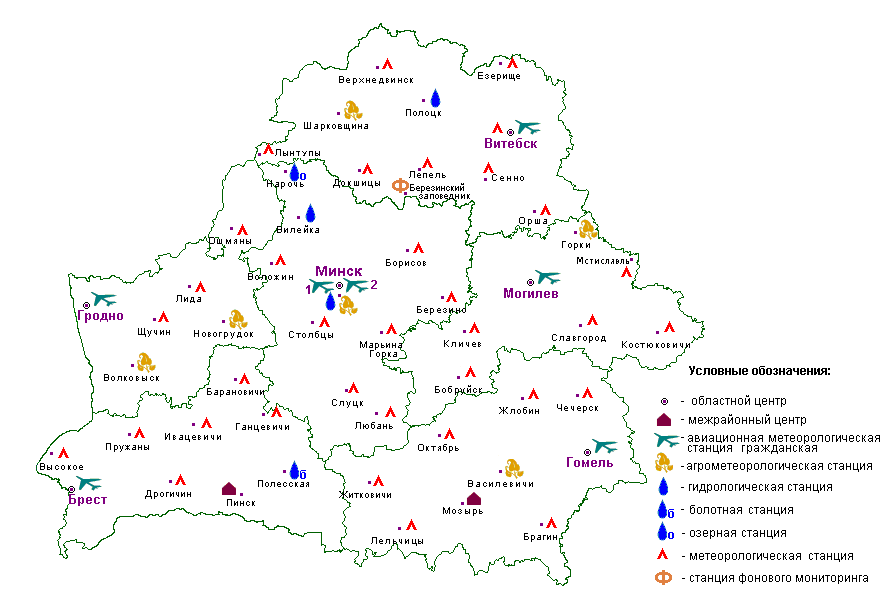 Верхнедвинск
Езерище
Шарковщина
Полоцк
Витебск
Лынтупы
Нарочь
о
Докшицы
Лепель
Березинский
заповедник
Сенно
Вилейка
Орша
Горки
Ошманы
Мстиславль
Воложин
Борисов
Минск
1
2
Могилев
Лида
Гродно
Березино
Щучин
Новогрудок
Столбцы
Марьина
Горка
Кличев
Славгород
Костюковичи
Волковыск
Барановичи
Бобруйск
Слуцк
Жлобин
Чечерск
Ганцевичи
Любань
Ивацевичи
Пружаны
Октябрь
Высокое
Гомель
Полесская
б
Василевичи
Дрогичин
Брест
Пинск
Житковичи
Мозырь
Лельчицы
Брагин
Условные обозначения:
- областной центр
- межрайонный центр
- авиационная метеорологическая
станция гражданская
- агрометеорологическая станция
- гидрологическая станция
б - болотная станция
о - озерная станция
- метеорологическая станция
- станция фонового мониторинга